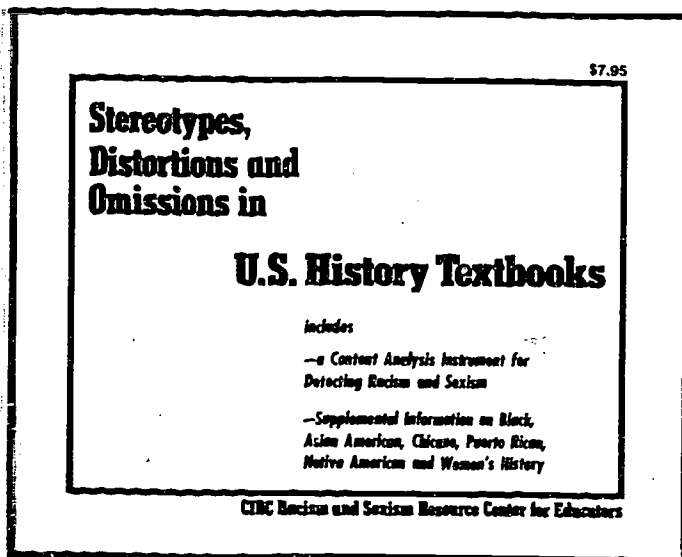 $7.95
Stereotypes,
Distortions and
Omissions in
U.S. History Textbooks
includes
—a Content Analysis Instrument for
Detecting Racism and Sexism
—Supplemental Information on Black,
Asian American, Chicano, Puerto Rican,
Native American and Women's History
CIBC Racism and Sexism Resource Center for Educators